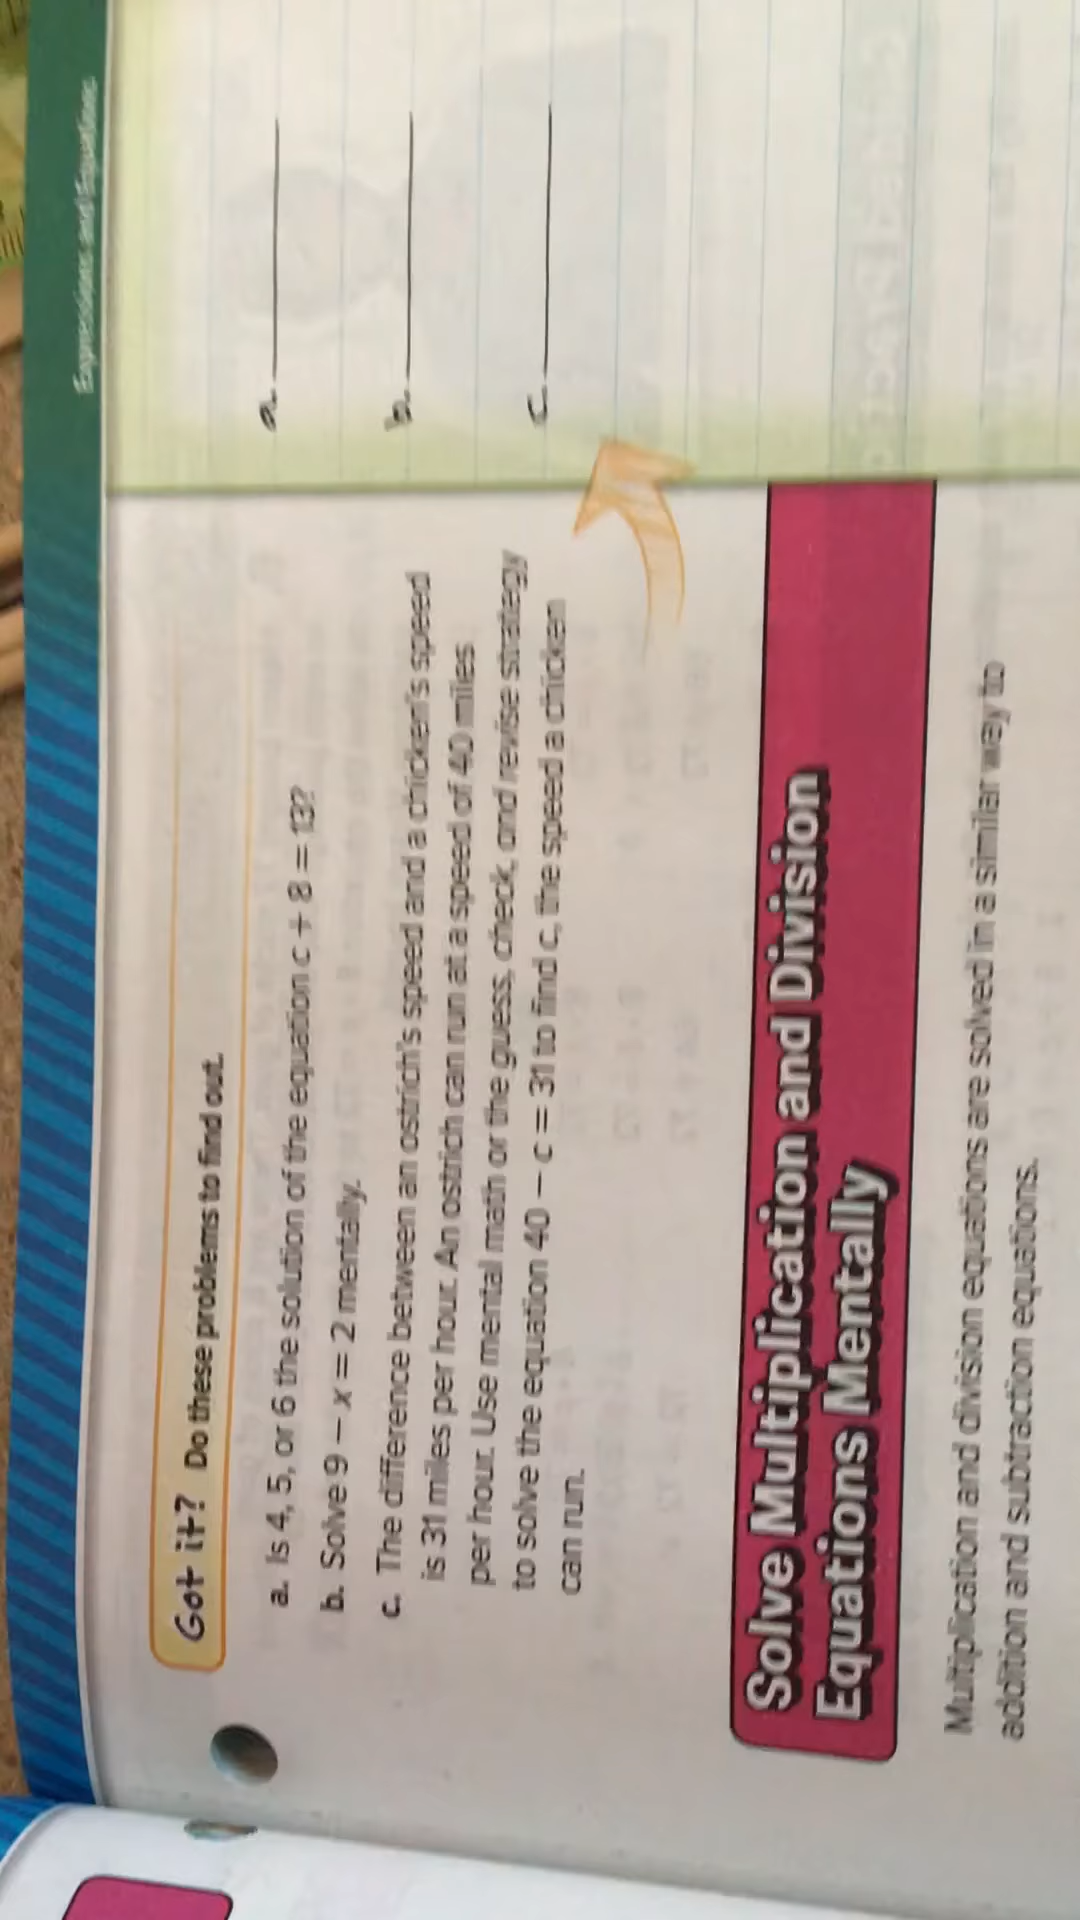 Expressions and Equations
Got it? Do these problems to find out.
a. Is 4, 5, or 6 the solution of the equation c + 8 = 13?
b. Solve 9 − x = 2 mentally.
c. The difference between an ostrich's speed and a chicken's speed
is 31 miles per hour. An ostrich can run at a speed of 40 miles
per hour. Use mental math or the guess, check, and revise strategy
to solve the equation 40 − c = 31 to find c, the speed a chicken
can run.
a.
b.
c.
Solve Multiplication and Division
Equations Mentally
Multiplication and division equations are solved in a similar way to
addition and subtraction equations.